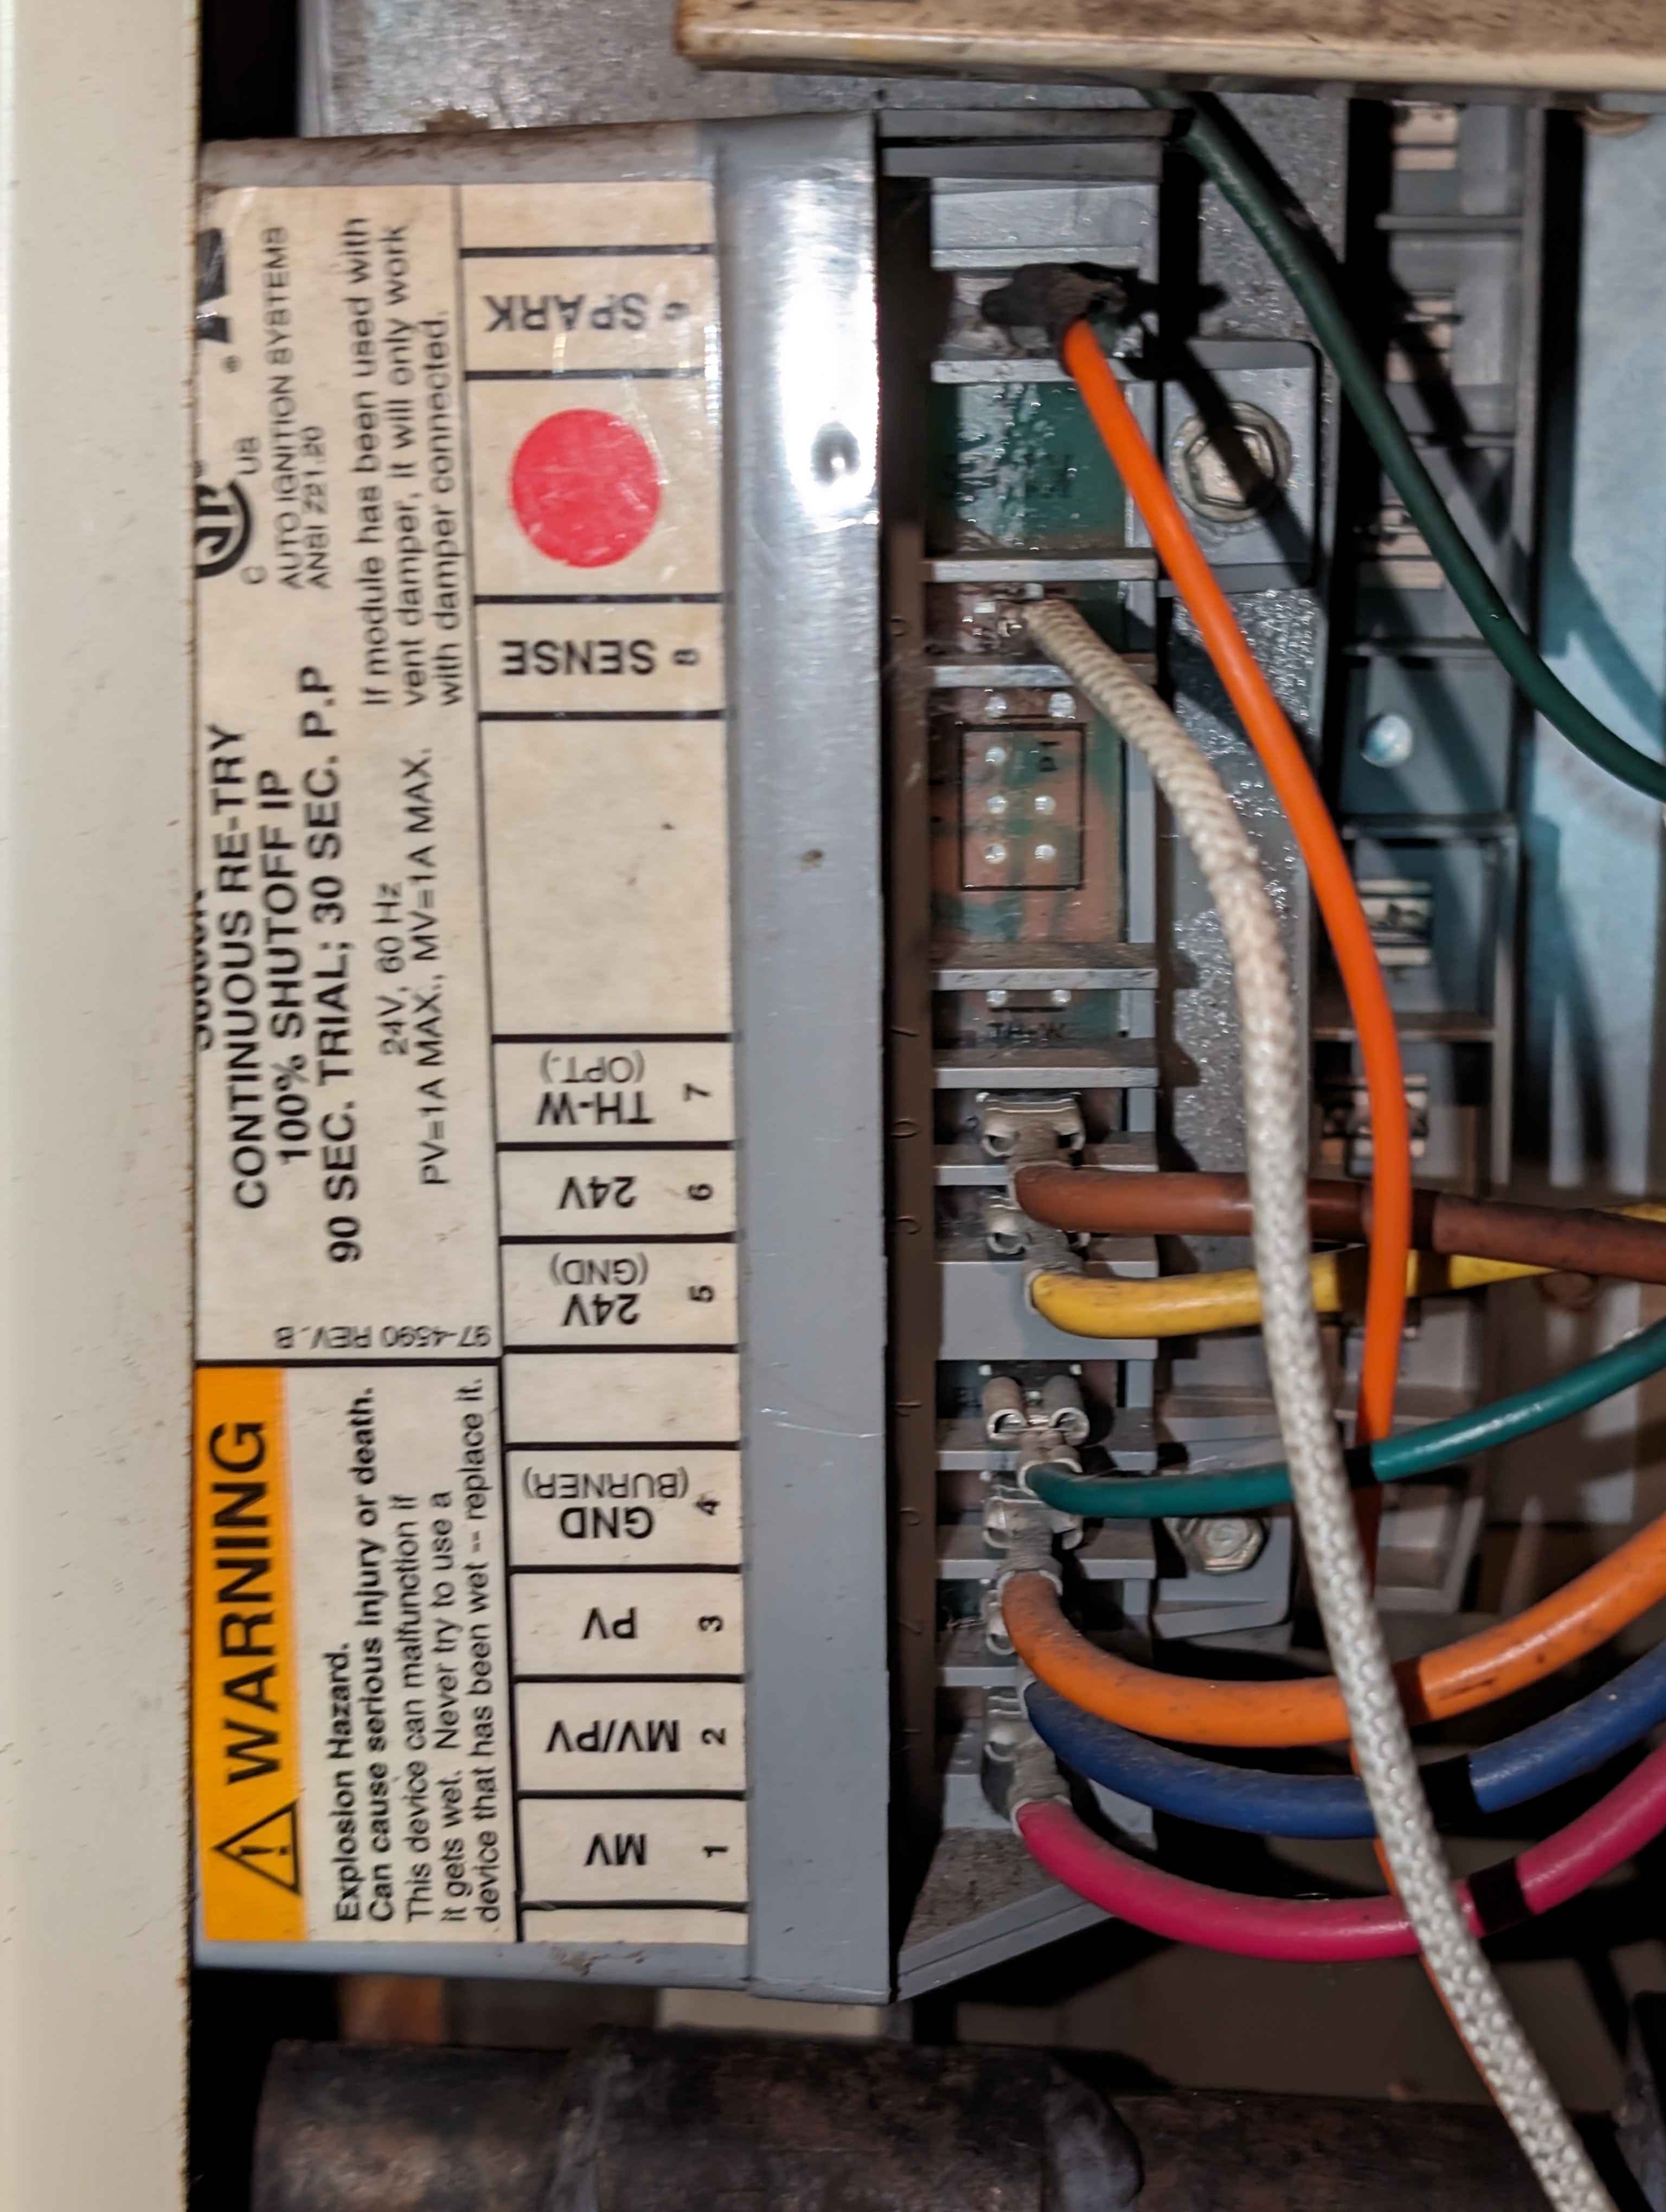 CONTINUOUS RE-TRY
100% SHUTOFF IP
90 SEC. TRIAL; 30 SEC. P.P
24V, 60 Hz
PV=1A MAX., MV=1A MAX.
® C US
AUTO IGNITION SYSTEMS
ANSI Z21.20
If module has been used with
vent damper, it will only work
with damper connected.
97-4590 REV. B
⚠ WARNING
Explosion Hazard.
Can cause serious injury or death.
This device can malfunction if
it gets wet. Never try to use a
device that has been wet -- replace it.
9 SPARK
8 SENSE
7 TH-W
(OPT.)
6 24V
5 24V
(GND)
4 GND
(BURNER)
3 PV
2 MV/PV
1 MV
P1
TH-W